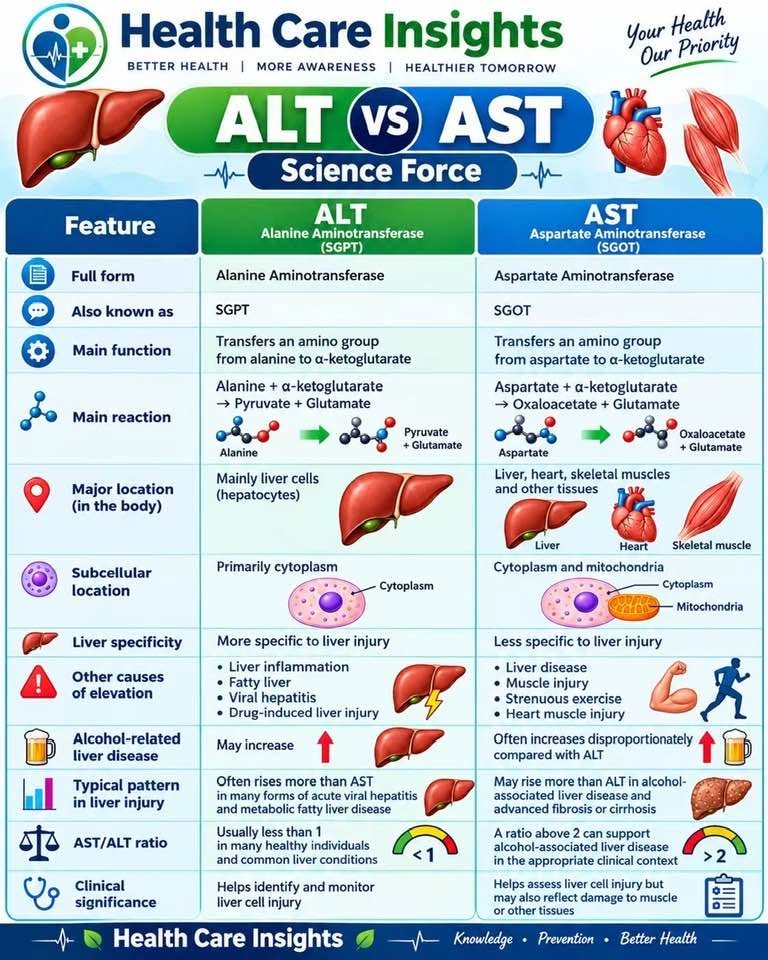 Health Care Insights
BETTER HEALTH | MORE AWARENESS | HEALTHIER TOMORROW
Your Health
Our Priority
ALT VS AST
Science Force
Feature
ALT
Alanine Aminotransferase
(SGPT)
AST
Aspartate Aminotransferase
(SGOT)
Full form
Alanine Aminotransferase
Aspartate Aminotransferase
Also known as
SGPT
SGOT
Main function
Transfers an amino group
from alanine to α-ketoglutarate
Transfers an amino group
from aspartate to α-ketoglutarate
Main reaction
Alanine + α-ketoglutarate
→ Pyruvate + Glutamate
Alanine
Pyruvate
+ Glutamate
Aspartate + α-ketoglutarate
→ Oxaloacetate + Glutamate
Aspartate
Oxaloacetate
+ Glutamate
Major location
(in the body)
Mainly liver cells
(hepatocytes)
Liver, heart, skeletal muscles
and other tissues
Liver
Heart
Skeletal muscle
Subcellular
location
Primarily cytoplasm
Cytoplasm
Cytoplasm and mitochondria
Cytoplasm
Mitochondria
Liver specificity
More specific to liver injury
Less specific to liver injury
Other causes
of elevation
• Liver inflammation
• Fatty liver
• Viral hepatitis
• Drug-induced liver injury
• Liver disease
• Muscle injury
• Strenuous exercise
• Heart muscle injury
Alcohol-related
liver disease
May increase
Often increases disproportionately
compared with ALT
Typical pattern
in liver injury
Often rises more than AST
in many forms of acute viral hepatitis
and metabolic fatty liver disease
May rise more than ALT in alcohol-
associated liver disease and
advanced fibrosis or cirrhosis
AST/ALT ratio
Usually less than 1
in many healthy individuals
and common liver conditions
<1
A ratio above 2 can support
alcohol-associated liver disease
in the appropriate clinical context
>2
Clinical
significance
Helps identify and monitor
liver cell injury
Helps assess liver cell injury but
may also reflect damage to muscle
or other tissues
Health Care Insights
Knowledge • Prevention • Better Health